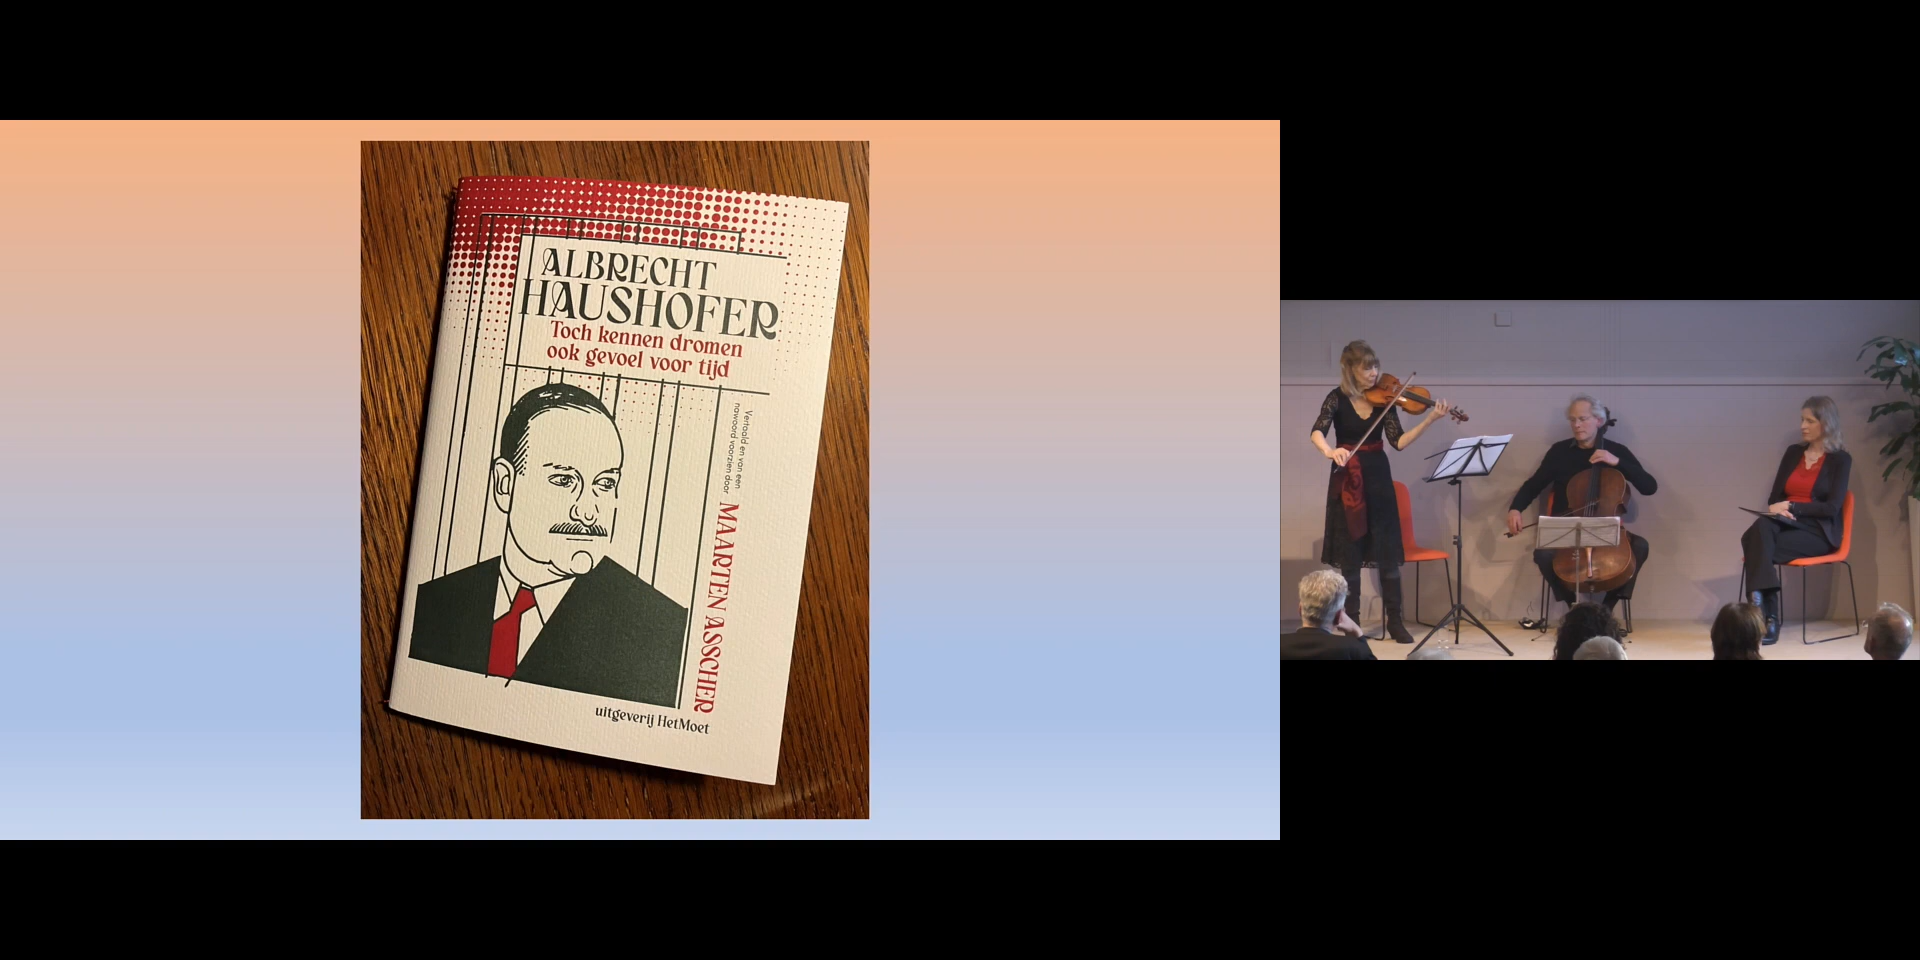 ALBRECHT
HAUSHOFER
Toch kennen dromen
ook gevoel voor tijd
Vertaald en van een
nawoord voorzien door
MAARTEN ASSCHER
uitgeverij HetMoet